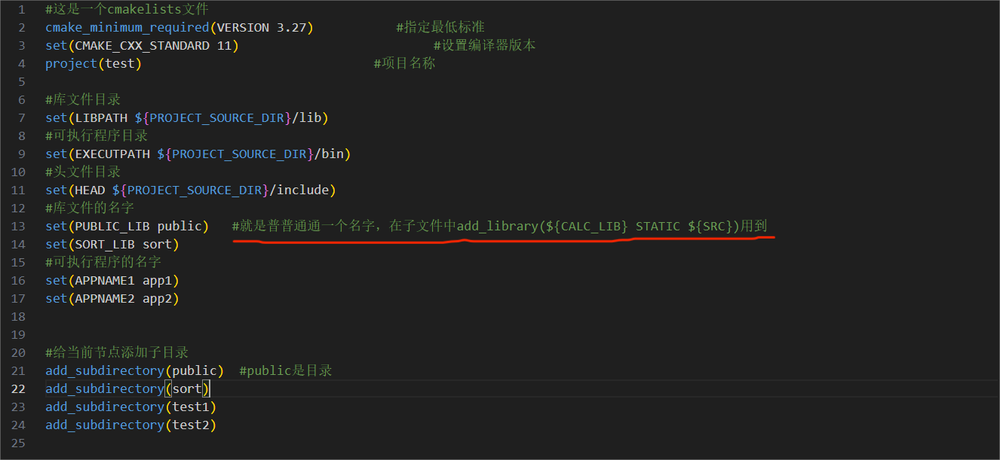 1 #这是一个cmakelists文件
2 cmake_minimum_required(VERSION 3.27) #指定最低标准
3 set(CMAKE_CXX_STANDARD 11) #设置编译器版本
4 project(test) #项目名称
5
6 #库文件目录
7 set(LIBPATH ${PROJECT_SOURCE_DIR}/lib)
8 #可执行程序目录
9 set(EXECUTPATH ${PROJECT_SOURCE_DIR}/bin)
10 #头文件目录
11 set(HEAD ${PROJECT_SOURCE_DIR}/include)
12 #库文件的名字
13 set(PUBLIC_LIB public) #就是普普通通一个名字，在子文件中add_library(${CALC_LIB} STATIC ${SRC})用到
14 set(SORT_LIB sort)
15 #可执行程序的名字
16 set(APPNAME1 app1)
17 set(APPNAME2 app2)
18
19
20 #给当前节点添加子目录
21 add_subdirectory(public) #public是目录
22 add_subdirectory(sort)
23 add_subdirectory(test1)
24 add_subdirectory(test2)
25